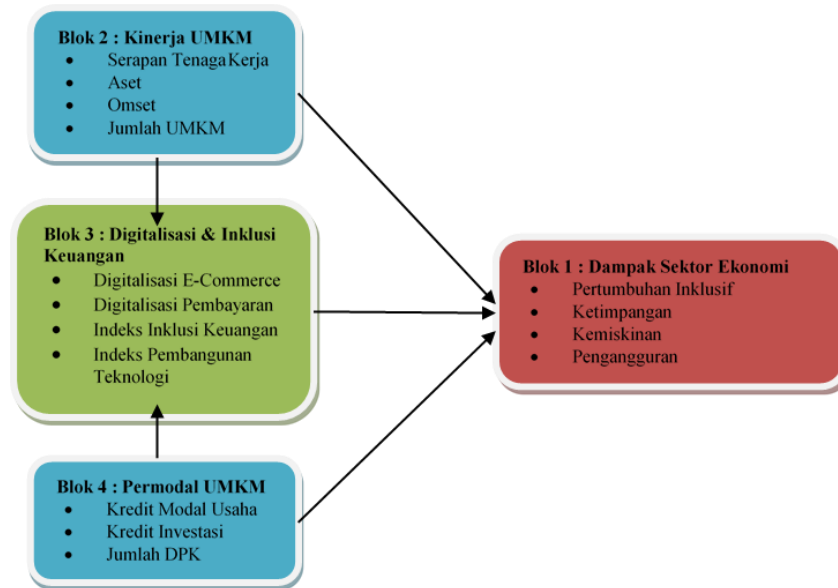 Blok 2 : Kinerja UMKM
• Serapan Tenaga Kerja
• Aset
• Omset
• Jumlah UMKM
Blok 3 : Digitalisasi & Inklusi
Keuangan
• Digitalisasi E-Commerce
• Digitalisasi Pembayaran
• Indeks Inklusi Keuangan
• Indeks Pembangunan
Teknologi
Blok 4 : Permodal UMKM
• Kredit Modal Usaha
• Kredit Investasi
• Jumlah DPK
Blok 1 : Dampak Sektor Ekonomi
• Pertumbuhan Inklusif
• Ketimpangan
• Kemiskinan
• Pengangguran